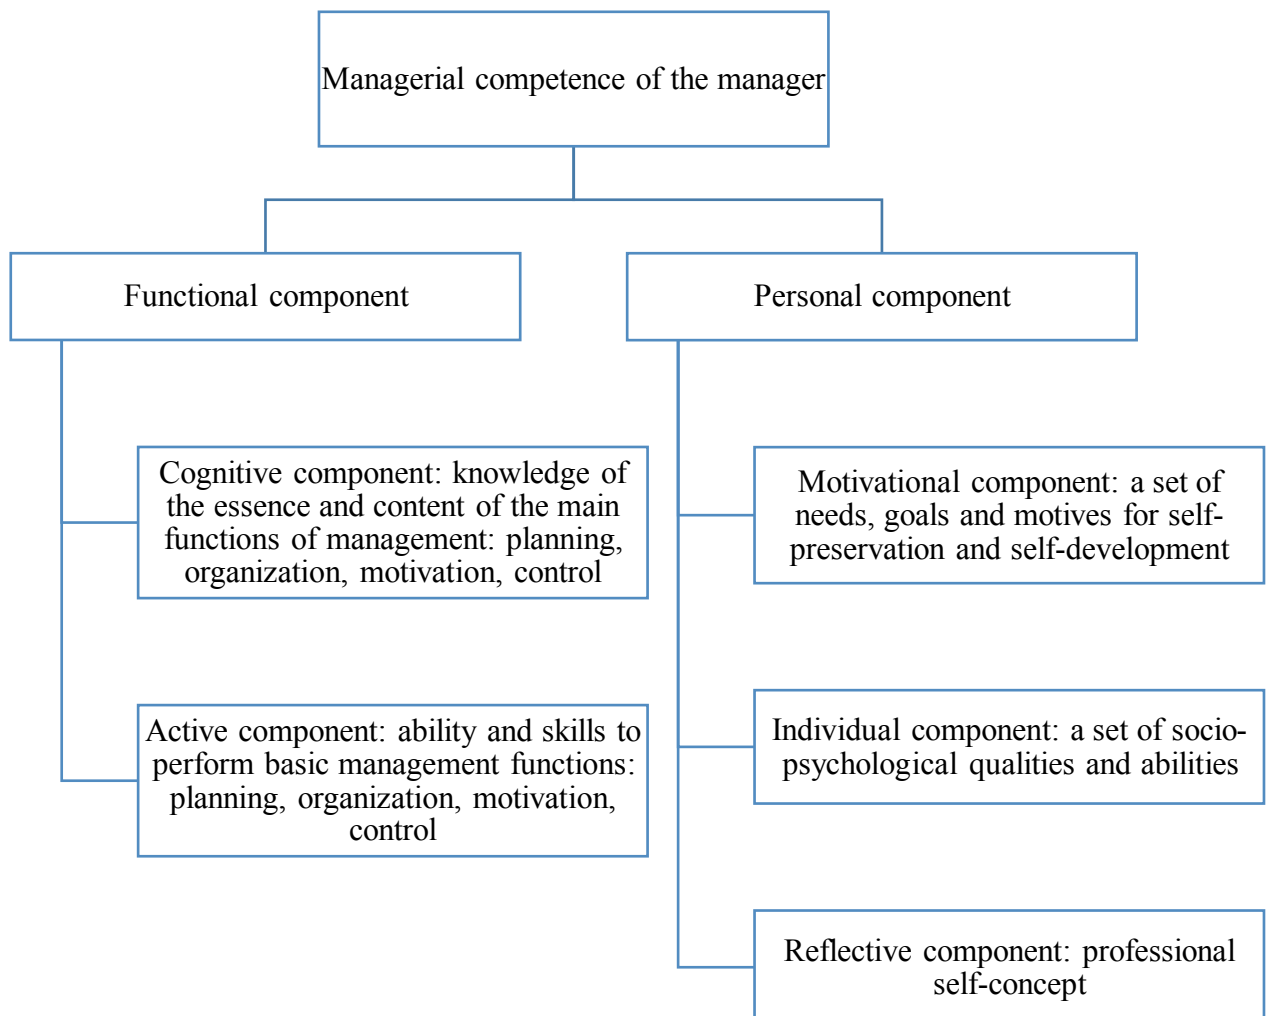 Managerial competence of the manager
Functional component
Personal component
Cognitive component: knowledge of
the essence and content of the main
functions of management: planning,
organization, motivation, control
Active component: ability and skills to
perform basic management functions:
planning, organization, motivation,
control
Motivational component: a set of
needs, goals and motives for self-
preservation and self-development
Individual component: a set of socio-
psychological qualities and abilities
Reflective component: professional
self-concept